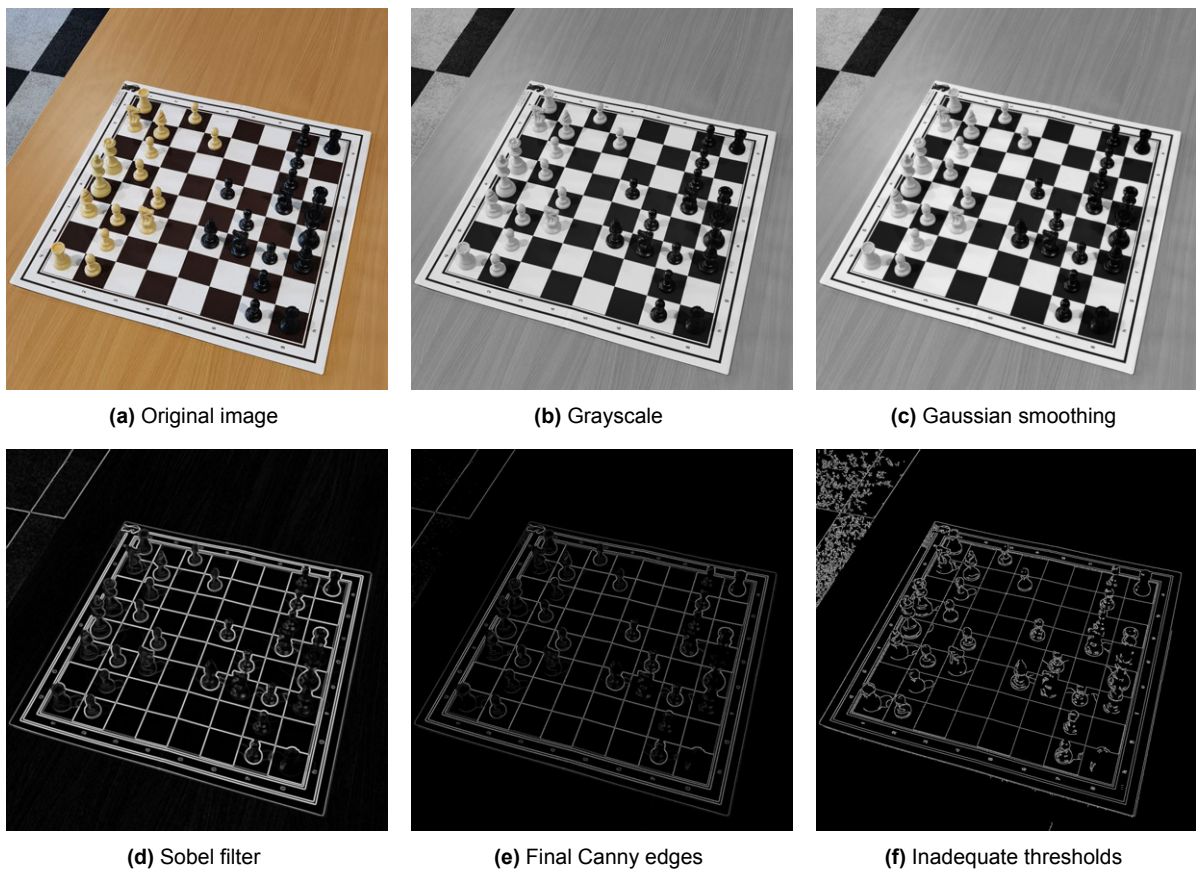 (a) Original image
(b) Grayscale
(c) Gaussian smoothing
(d) Sobel filter
(e) Final Canny edges
(f) Inadequate thresholds